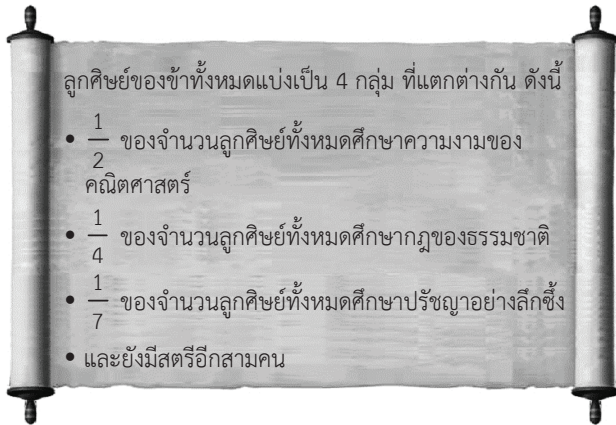 ลูกศิษย์ของข้าทั้งหมดแบ่งเป็น 4 กลุ่ม ที่แตกต่างกัน ดังนี้
• 1/2 ของจำนวนลูกศิษย์ทั้งหมดศึกษาความงามของ
คณิตศาสตร์
• 1/4 ของจำนวนลูกศิษย์ทั้งหมดศึกษากฎของธรรมชาติ
• 1/7 ของจำนวนลูกศิษย์ทั้งหมดศึกษาปรัชญาอย่างลึกซึ้ง
• และยังมีสตรีอีกสามคน